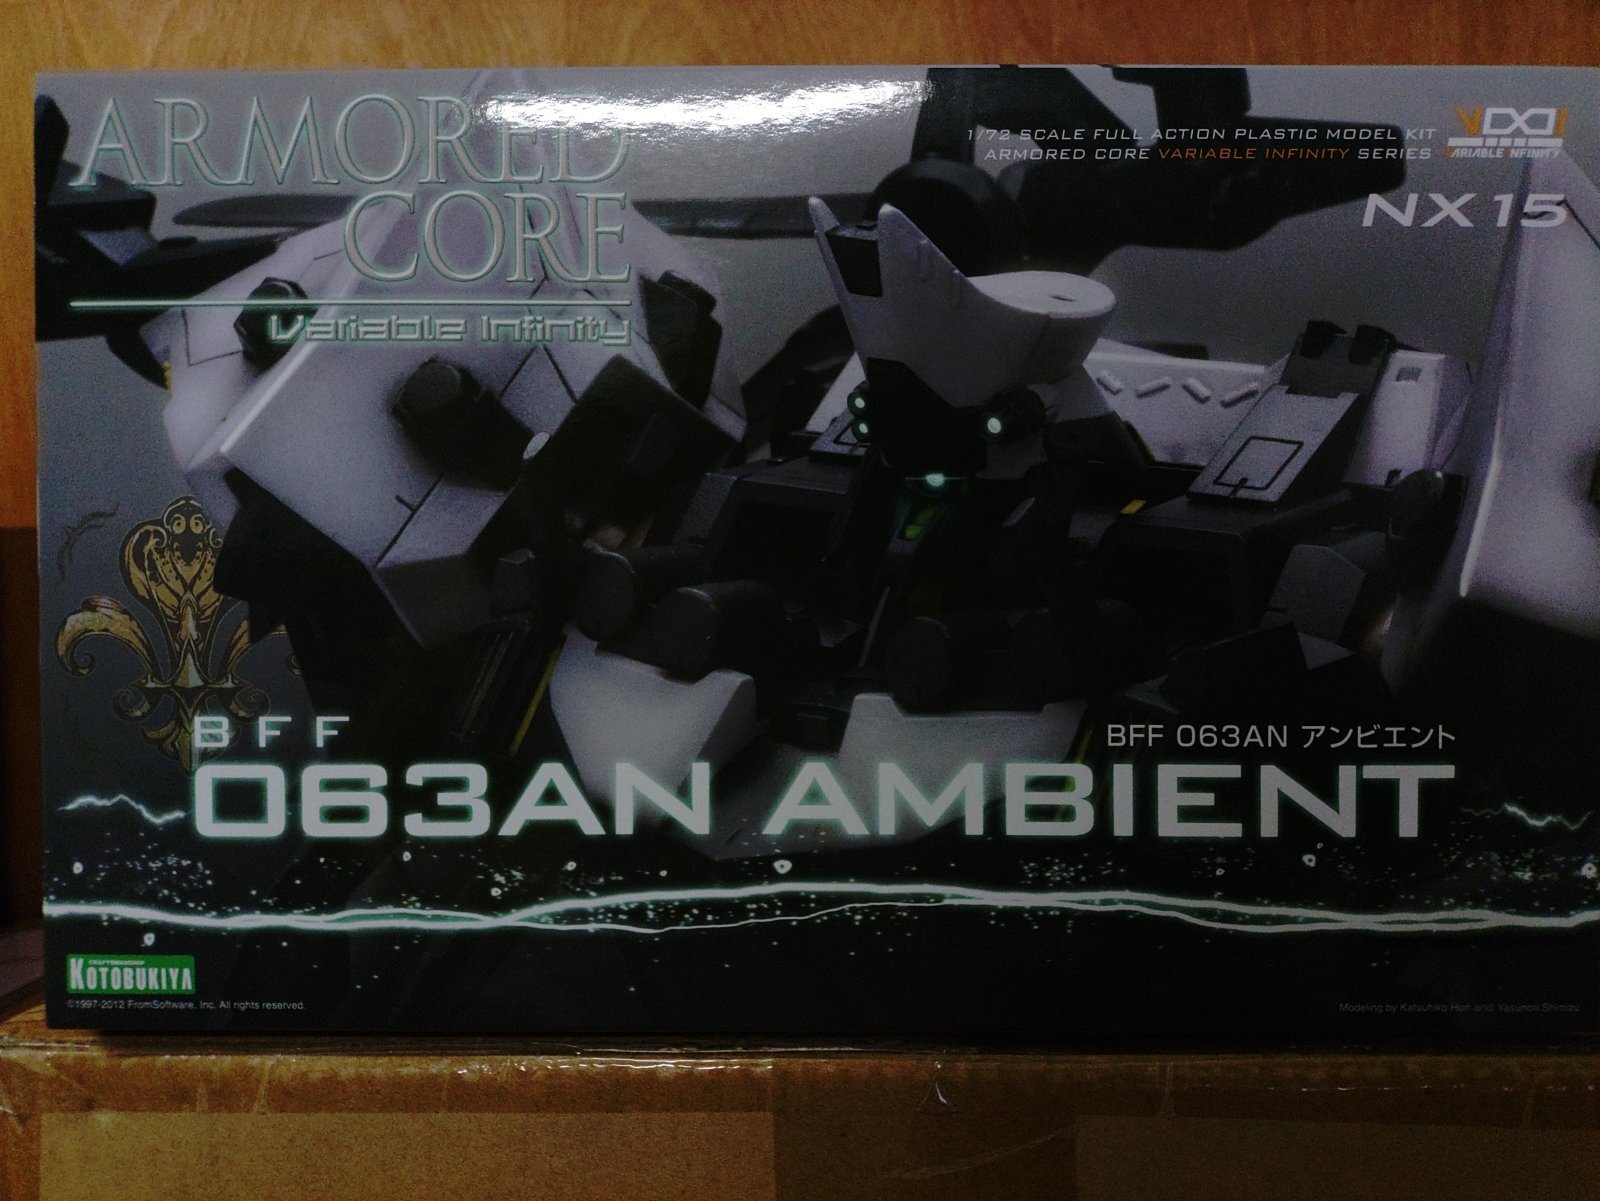 ARMORED
CORE
Variable Infinity
1/72 SCALE FULL ACTION PLASTIC MODEL KIT
ARMORED CORE VARIABLE INFINITY SERIES
VARIABLE INFINITY
NX15
BFF
063AN AMBIENT
BFF 063AN アンビエント
CRAFTSMANSHIP
KOTOBUKIYA
©1997-2012 FromSoftware, Inc. All rights reserved.
Modeling by Katsuhiko Hori and Yasunori Shimizu